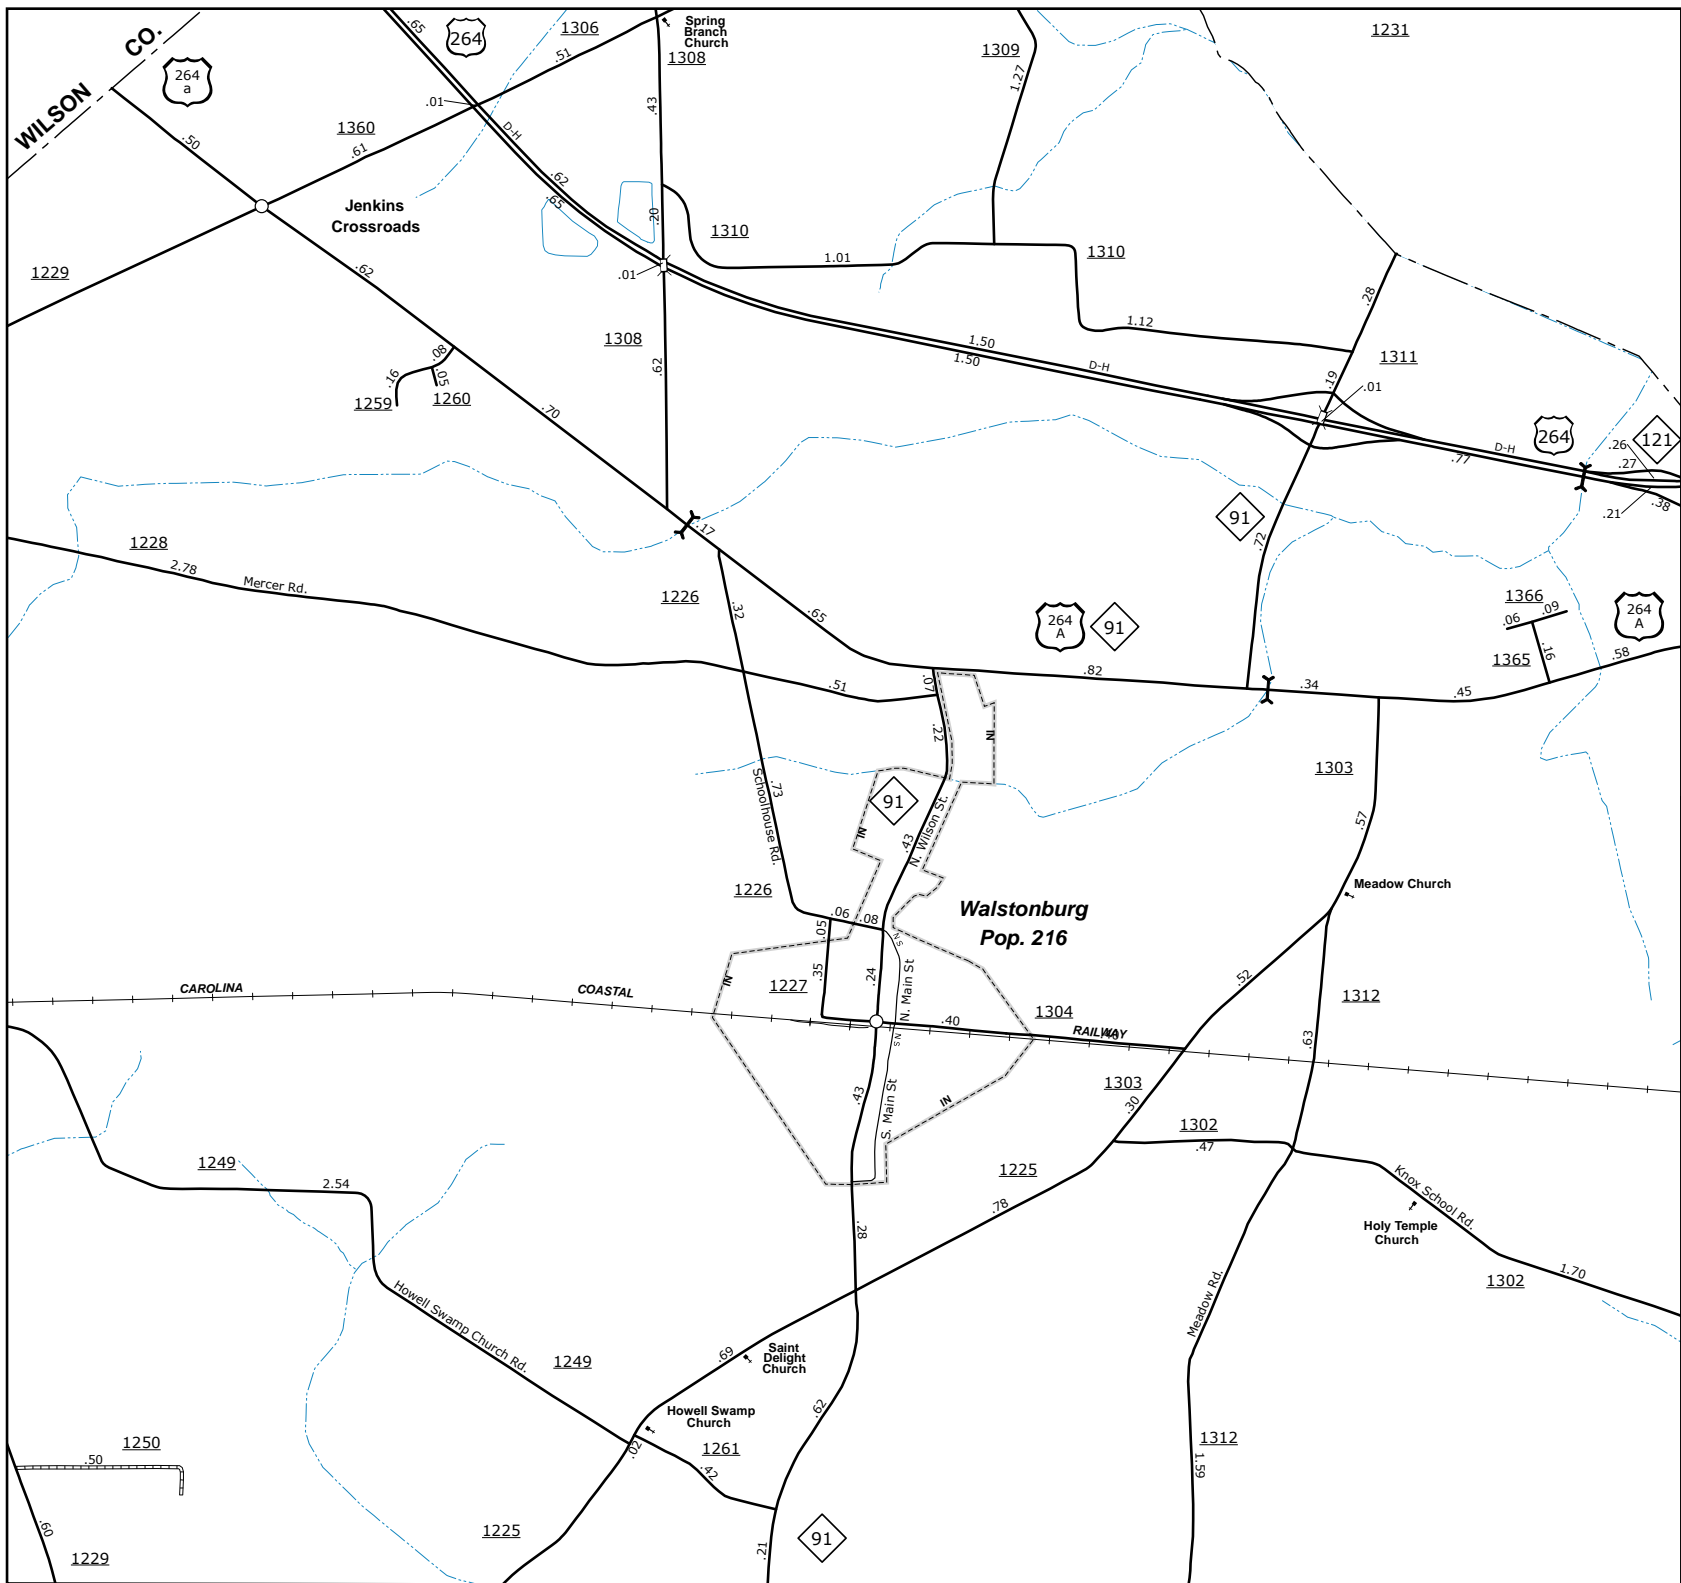 WILSON CO.
264
a
.65
264
1306
.51
Spring
Branch
Church
1308
1309
1.27
1231
.50
1360
.61
.01
D-H
.43
.62
.65
.20
Jenkins
Crossroads
1310
1.01
1310
1229
.62
.01
1308
.62
1.12
.28
1.50
1.50
D-H
1311
.19
.01
.08
.16
.05
1259
1260
.70
264
121
D-H
.77
.26
.27
.21
.38
91
.72
.17
1228
2.78
Mercer Rd.
1226
.32
.65
264
A
91
1366
.06
.09
264
A
1365
.16
.58
.82
.34
.45
.51
.07
.22
IN
1303
.73
Schoolhouse Rd.
91
IN
.43
N. Wilson St.
.57
Meadow Church
1226
.06
.08
.05
Walstonburg
Pop. 216
N S
IN
.35
.24
N. Main St
.52
1227
1312
CAROLINA
COASTAL
RAILWAY
1304
.40
.40
S N
.63
1303
.30
.43
S. Main St
IN
1302
.47
1249
2.54
1225
.78
Knox School Rd.
.28
Holy Temple
Church
1302
1.70
Howell Swamp Church Rd.
Meadow Rd.
1249
.69
Saint
Delight
Church
.62
Howell Swamp
Church
1250
.50
.02
1261
.42
1312
1.59
.60
1229
1225
.21
91